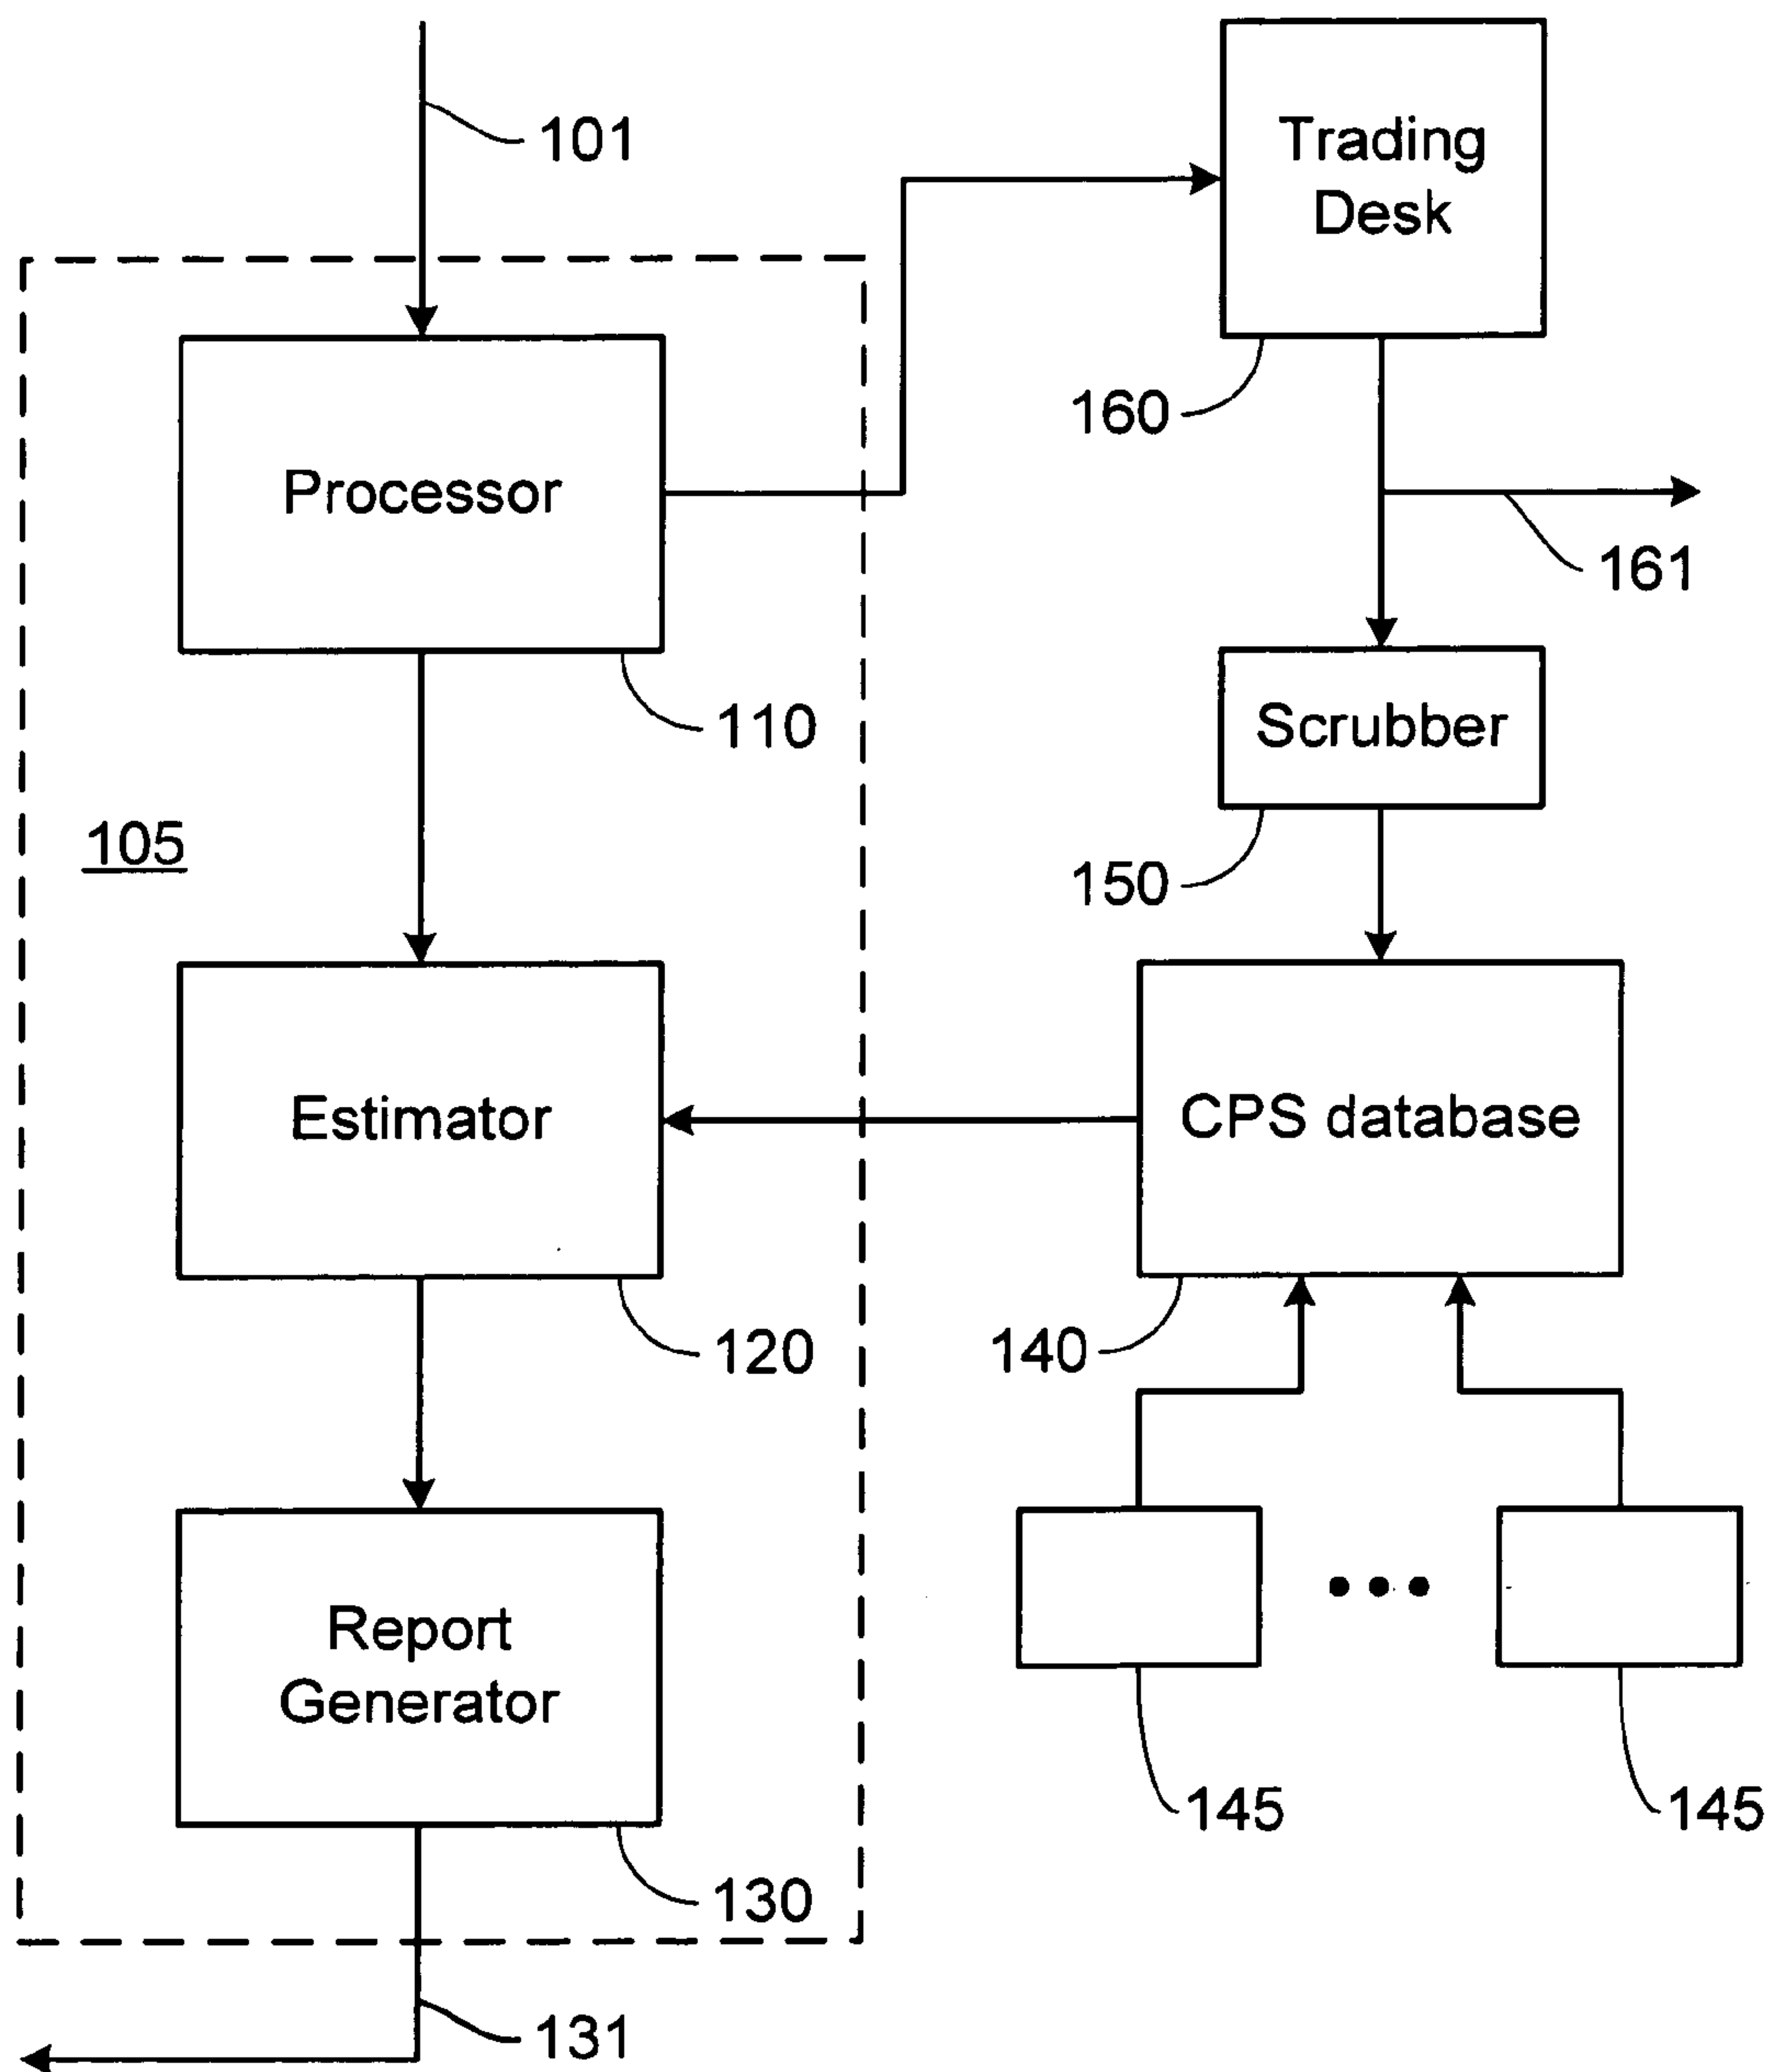 101
Trading
Desk
160
Processor
161
110
Scrubber
105
150
Estimator
CPS database
120
140
Report
Generator
145
145
130
131